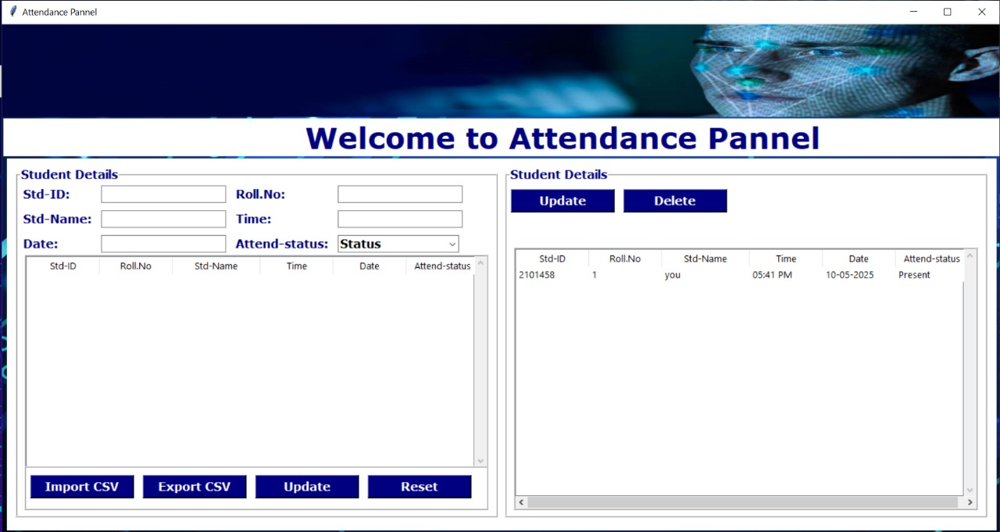 Attendance Pannel
Welcome to Attendance Pannel
Student Details
Std-ID: Roll.No:
Std-Name: Time:
Date: Attend-status: Status
Std-ID Roll.No Std-Name Time Date Attend-status
Import CSV Export CSV Update Reset
Student Details
Update Delete
Std-ID Roll.No Std-Name Time Date Attend-status
2101458 1 you 05:41 PM 10-05-2025 Present